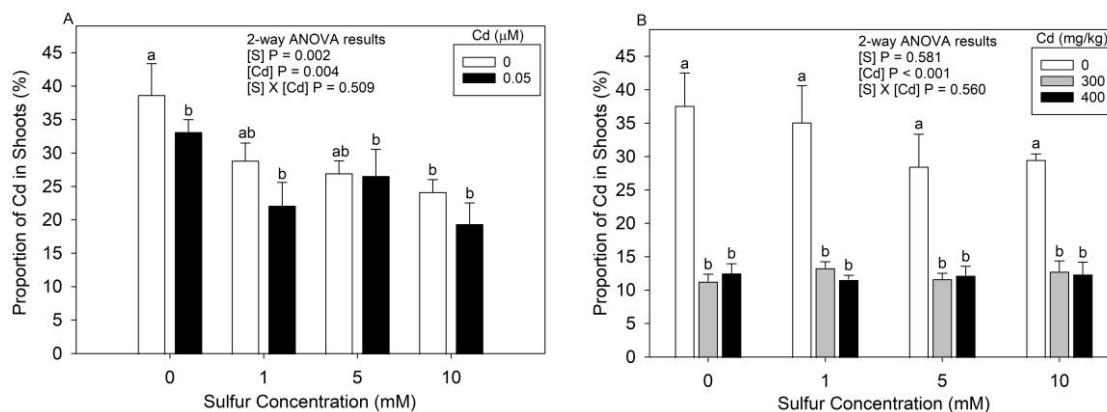 A
2-way ANOVA results
[S] P = 0.002
[Cd] P = 0.004
[S] X [Cd] P = 0.509
Cd (μM)
0
0.05
Proportion of Cd in Shoots (%)
45
40
35
30
25
20
15
10
5
0
a
b
ab
b
ab
b
b
b
0 1 5 10
Sulfur Concentration (mM)
B
2-way ANOVA results
[S] P = 0.581
[Cd] P < 0.001
[S] X [Cd] P = 0.560
Cd (mg/kg)
0
300
400
Proportion of Cd in Shoots (%)
45
40
35
30
25
20
15
10
5
0
a
b b
a
b b
a
b b
a
b b
0 1 5 10
Sulfur Concentration (mM)